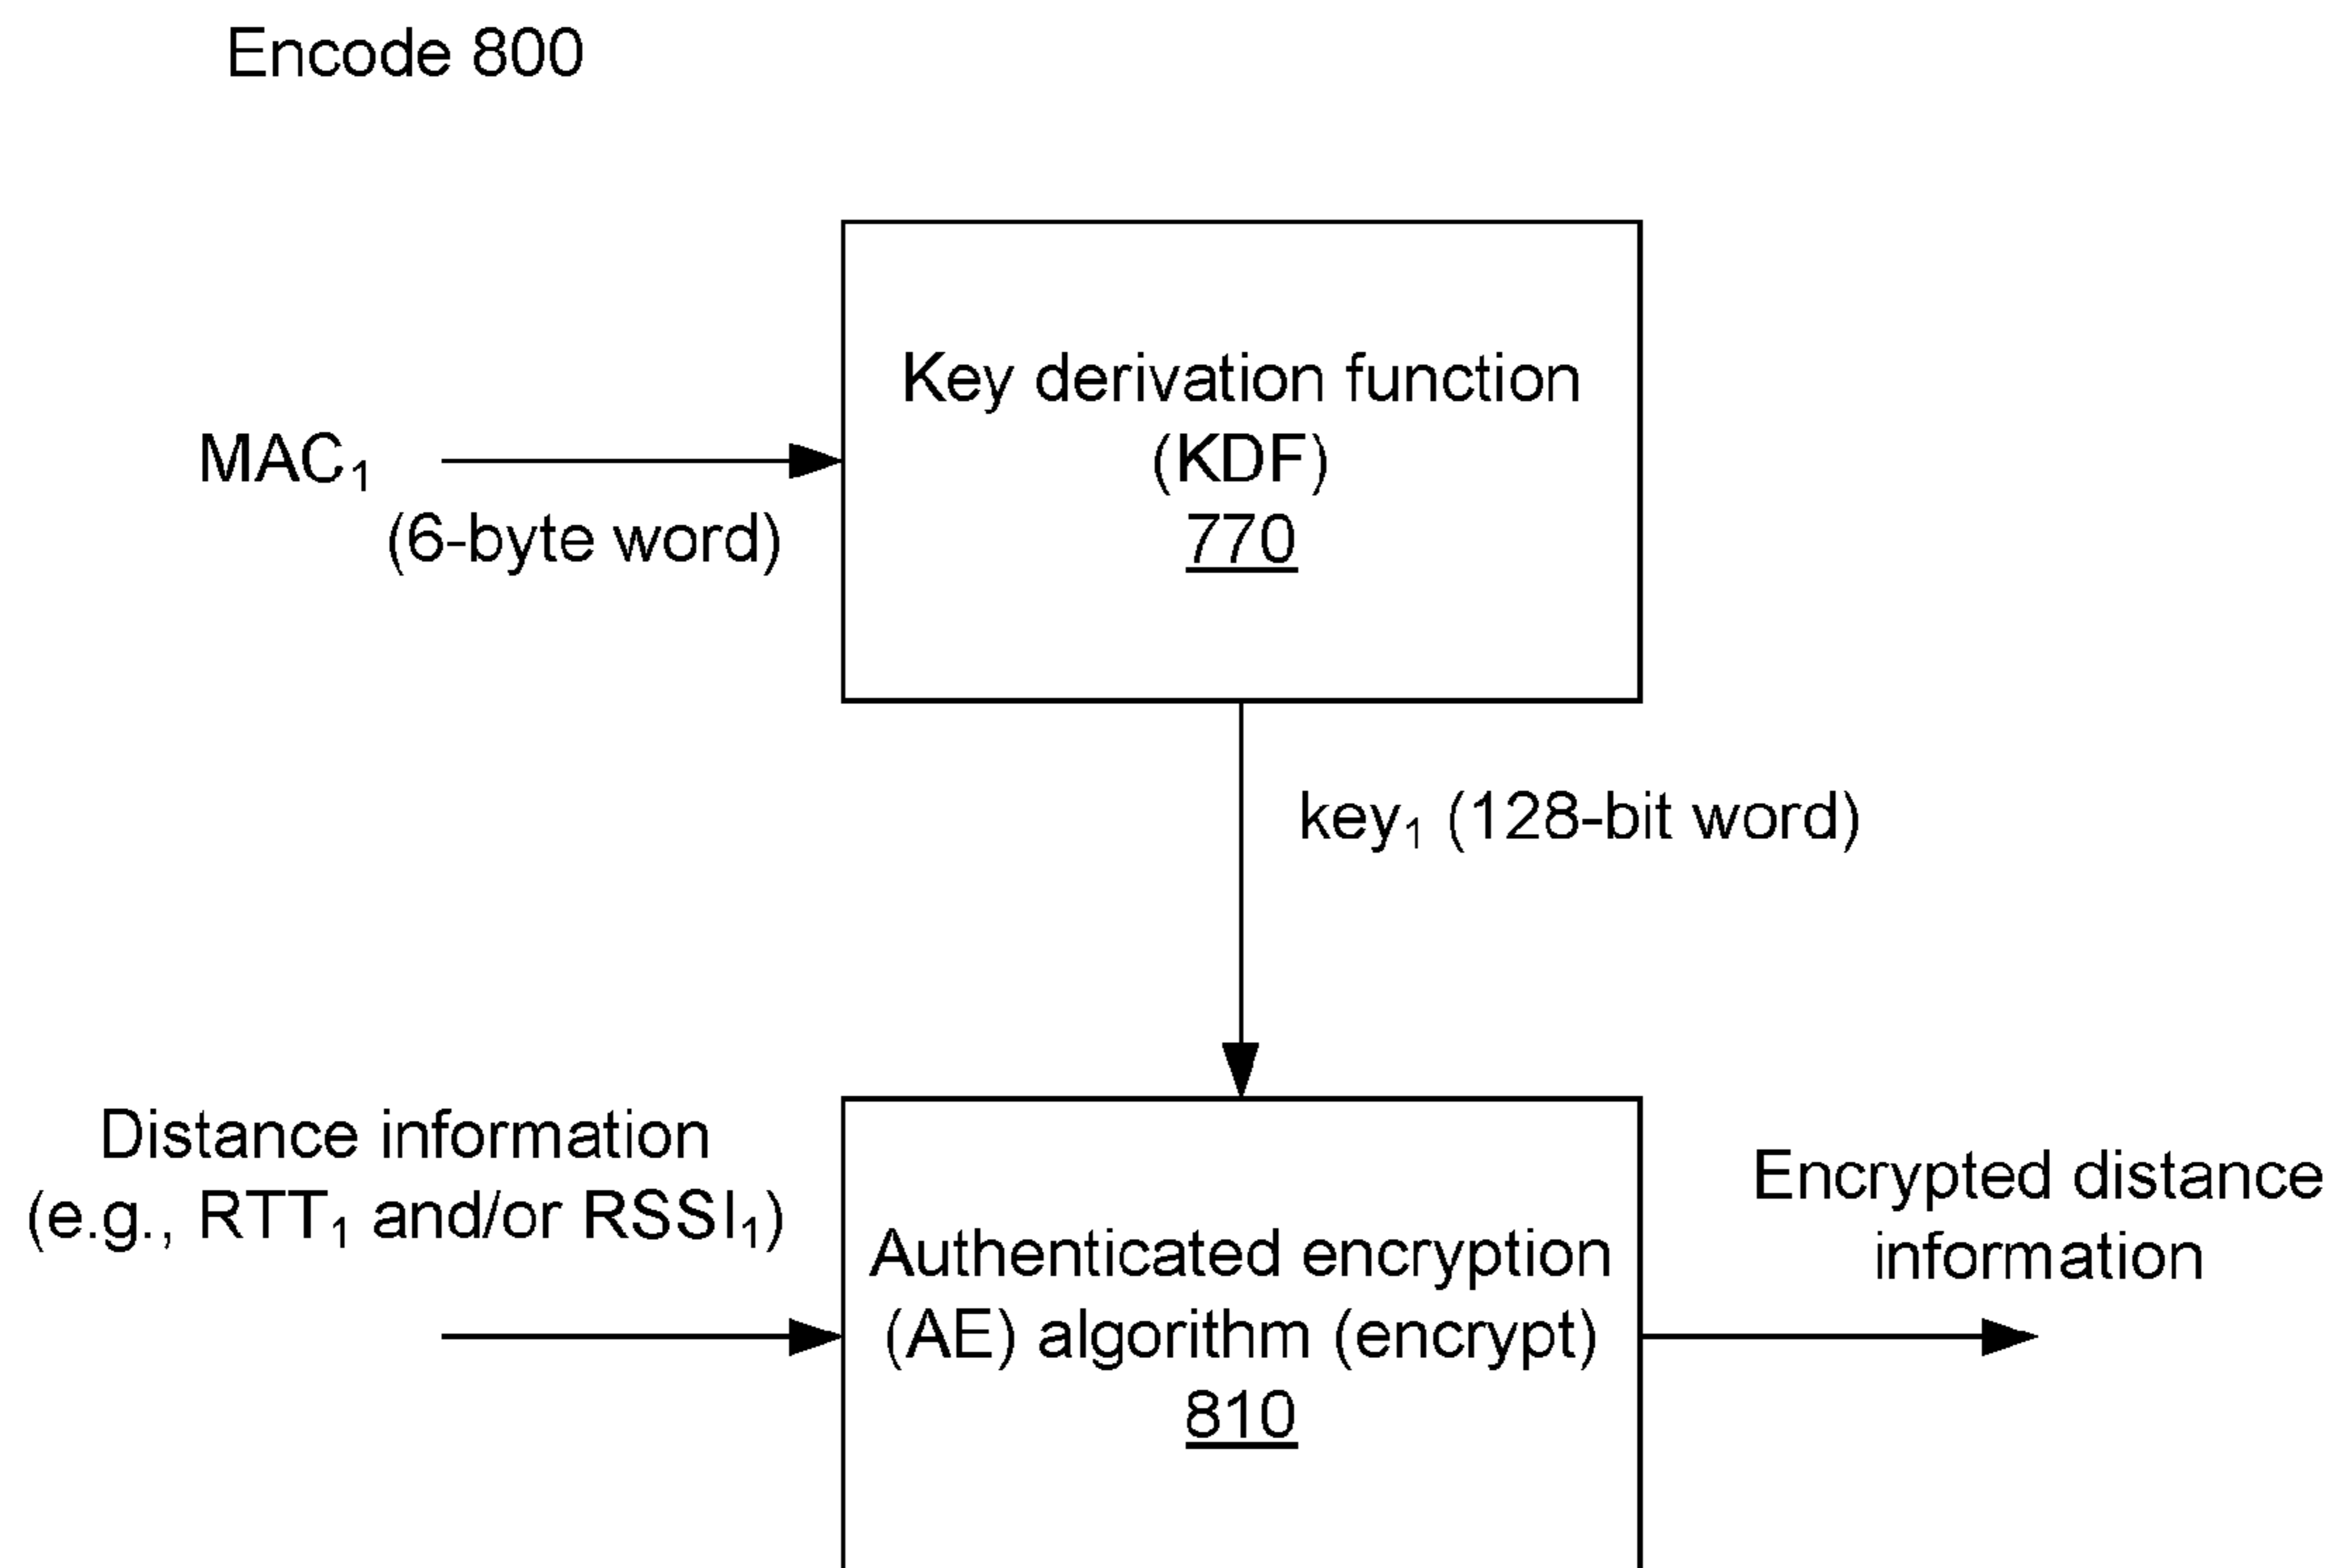 Encode 800
Key derivation function
(KDF)
770
MAC₁
(6-byte word)
key₁ (128-bit word)
Distance information
(e.g., RTT₁ and/or RSSI₁)
Authenticated encryption
(AE) algorithm (encrypt)
810
Encrypted distance
information